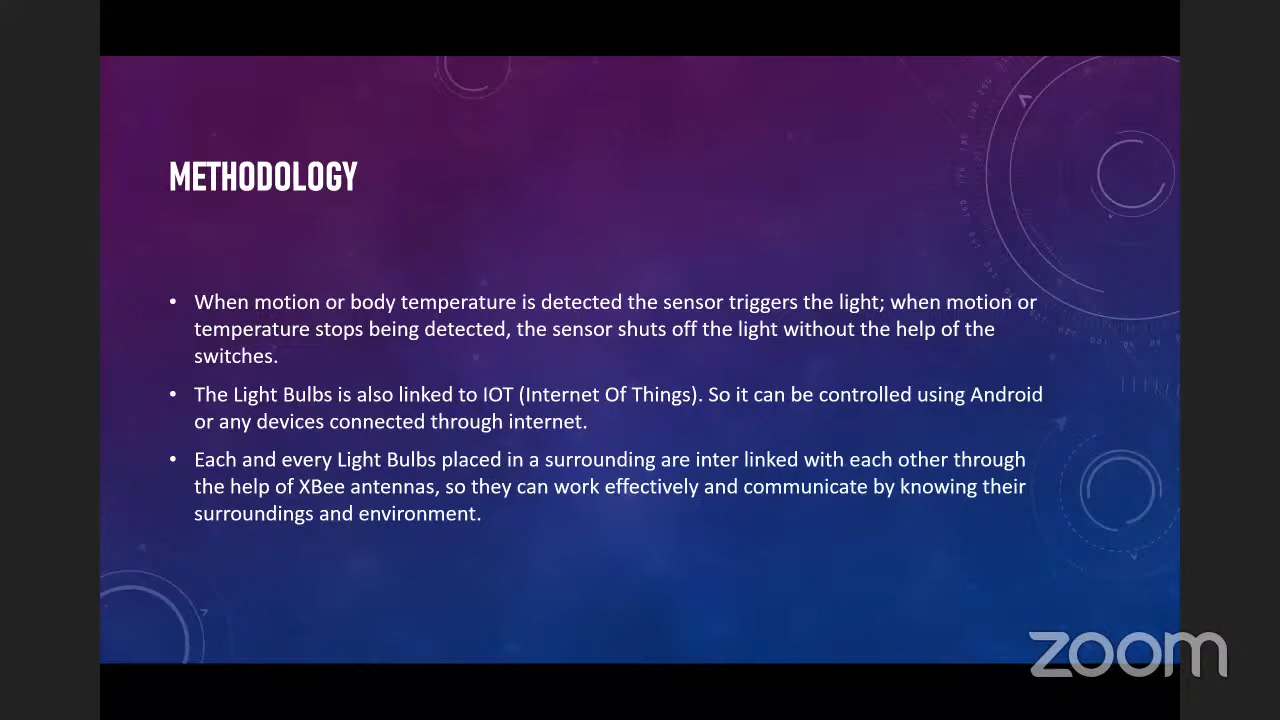 METHODOLOGY
• When motion or body temperature is detected the sensor triggers the light; when motion or
temperature stops being detected, the sensor shuts off the light without the help of the
switches.
• The Light Bulbs is also linked to IOT (Internet Of Things). So it can be controlled using Android
or any devices connected through internet.
• Each and every Light Bulbs placed in a surrounding are inter linked with each other through
the help of XBee antennas, so they can work effectively and communicate by knowing their
surroundings and environment.
zoom